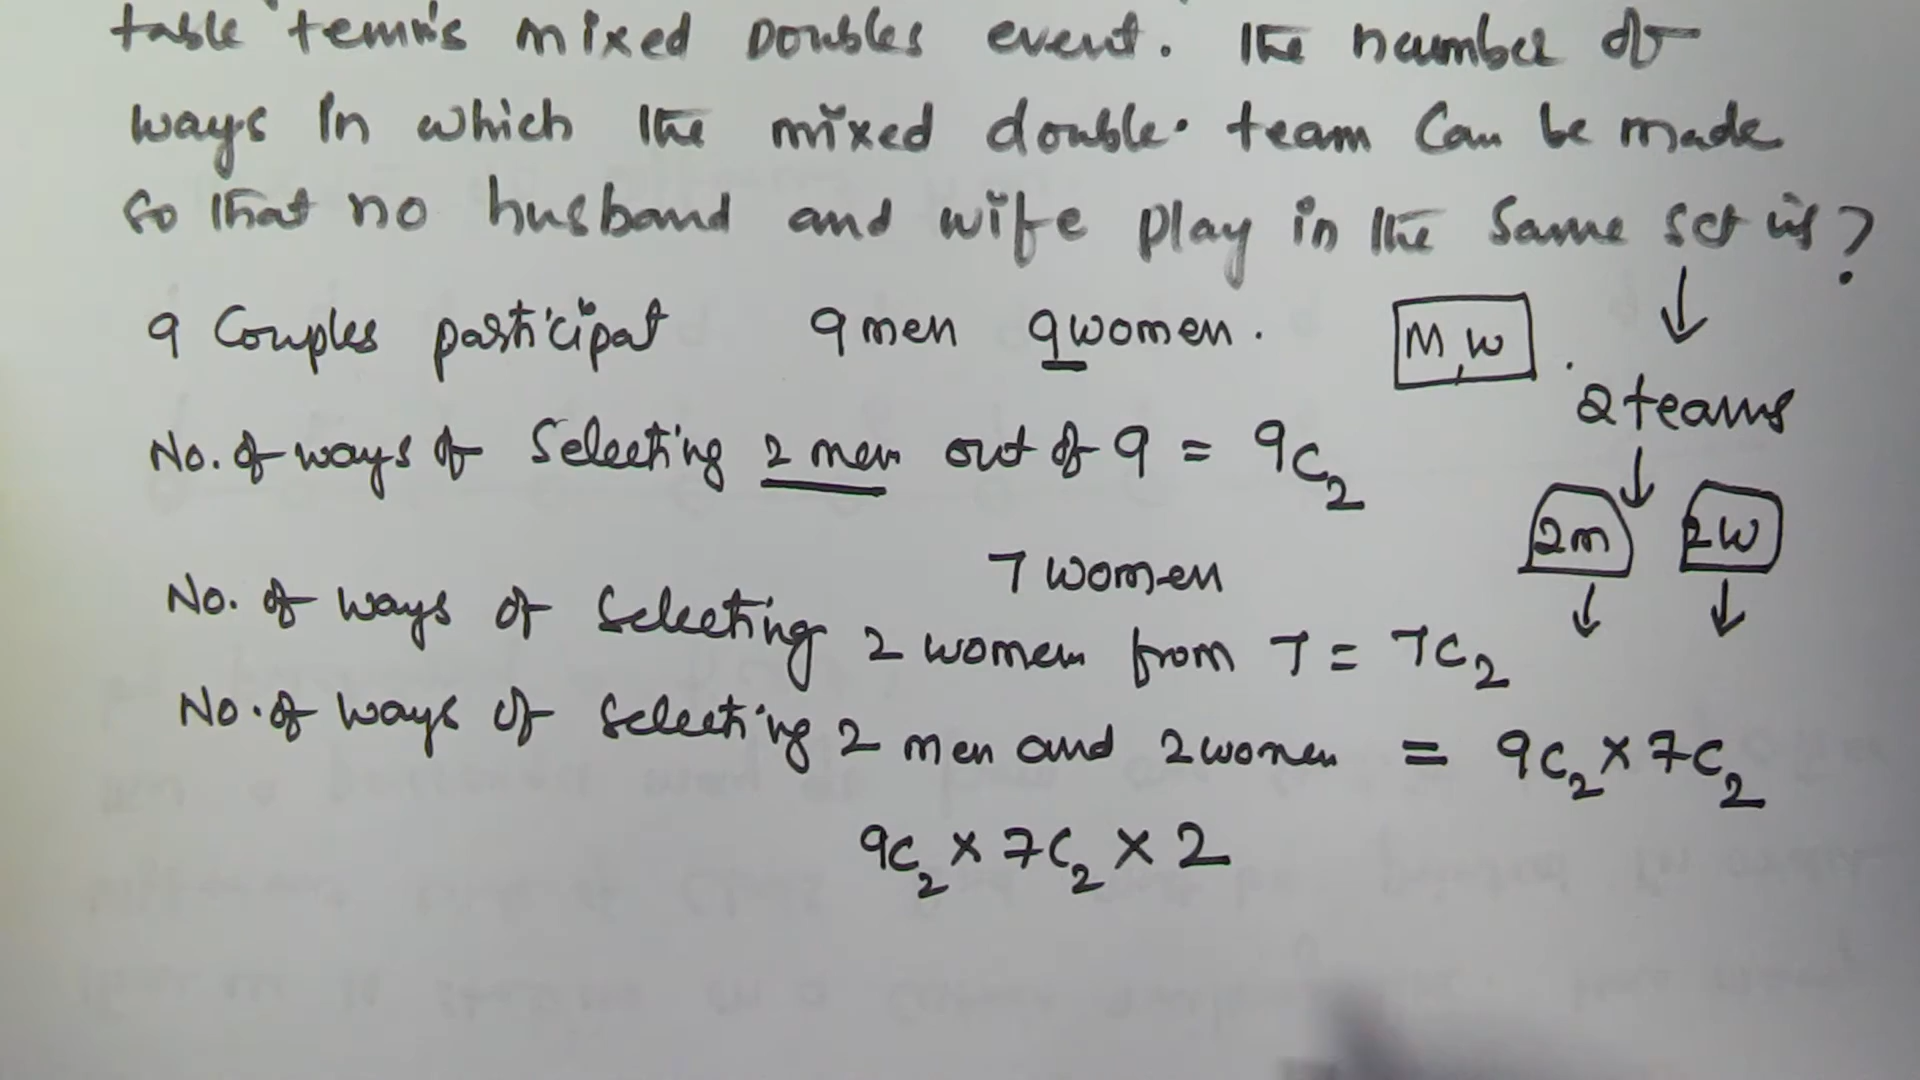 table tennis mixed Doubles event. The number of
ways in which the mixed double team can be made
so that no husband and wife play in the same set is?
9 Couples participat 9 men 9 women.
M, W
2 teams
No. of ways of Selecting 2 men out of 9 = 9C2
2m 2W
7 women
No. of ways of Selecting 2 women from 7 = 7C2
No. of ways of Selecting 2 men and 2 women = 9C2 × 7C2
9C2 × 7C2 × 2